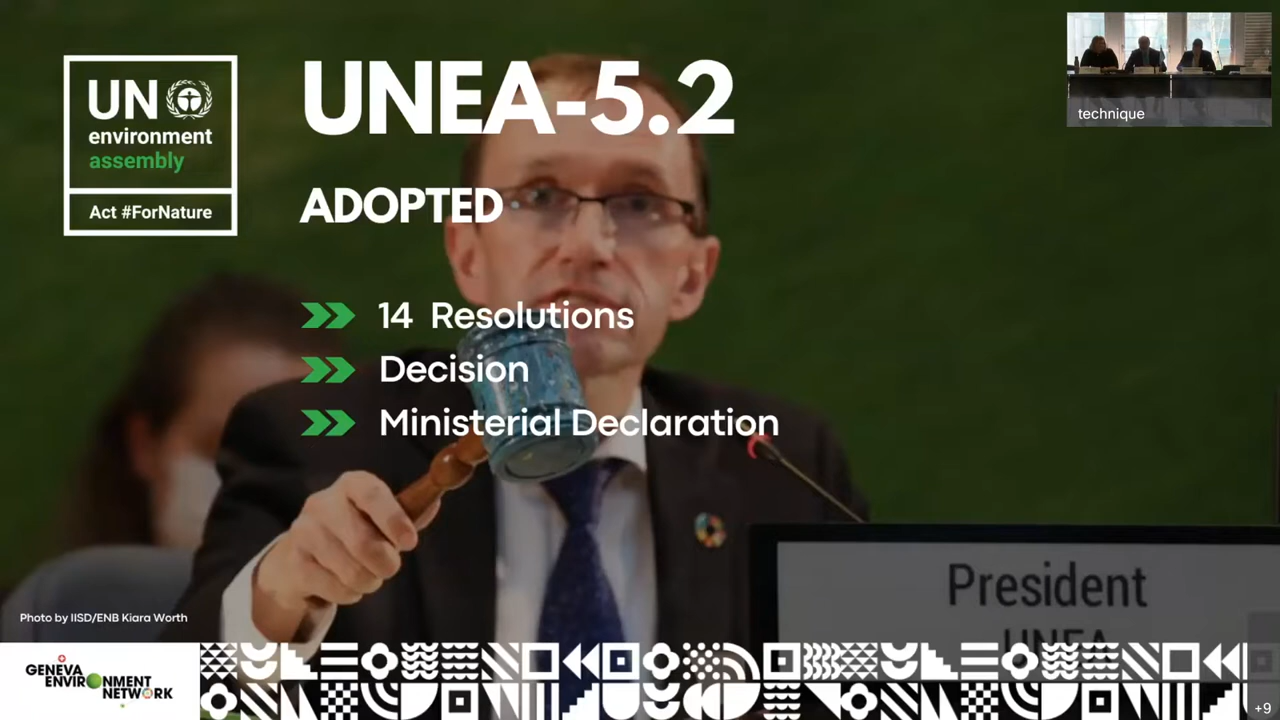 UN
environment
assembly
Act #ForNature
UNEA-5.2
ADOPTED
14 Resolutions
Decision
Ministerial Declaration
technique
President
UNEA
Photo by IISD/ENB Kiara Worth
GENEVA
ENVIRONMENT
NETWORK
+9